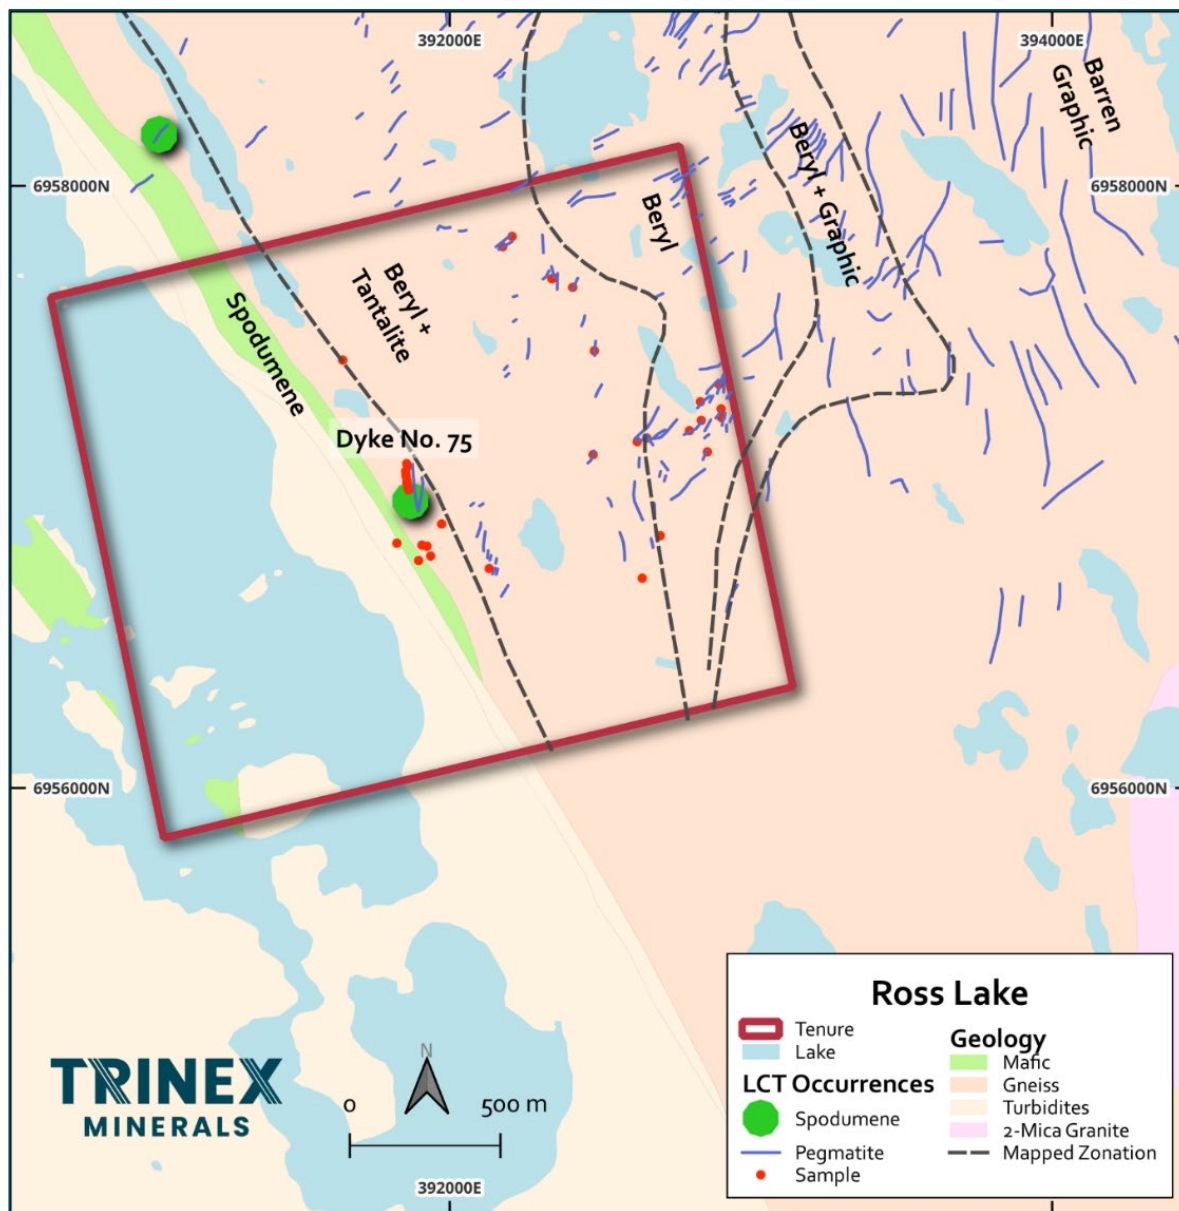 392000E
394000E
Barren
Graphic
Beryl + Graphic
6958000N
6958000N
Beryl
Beryl +
Tantalite
Spodumene
Dyke No. 75
6956000N
6956000N
Ross Lake
Tenure
Lake
LCT Occurrences
Spodumene
Pegmatite
Sample
Geology
Mafic
Gneiss
Turbidites
2-Mica Granite
Mapped Zonation
TRINEX
MINERALS
N
0 500 m
392000E